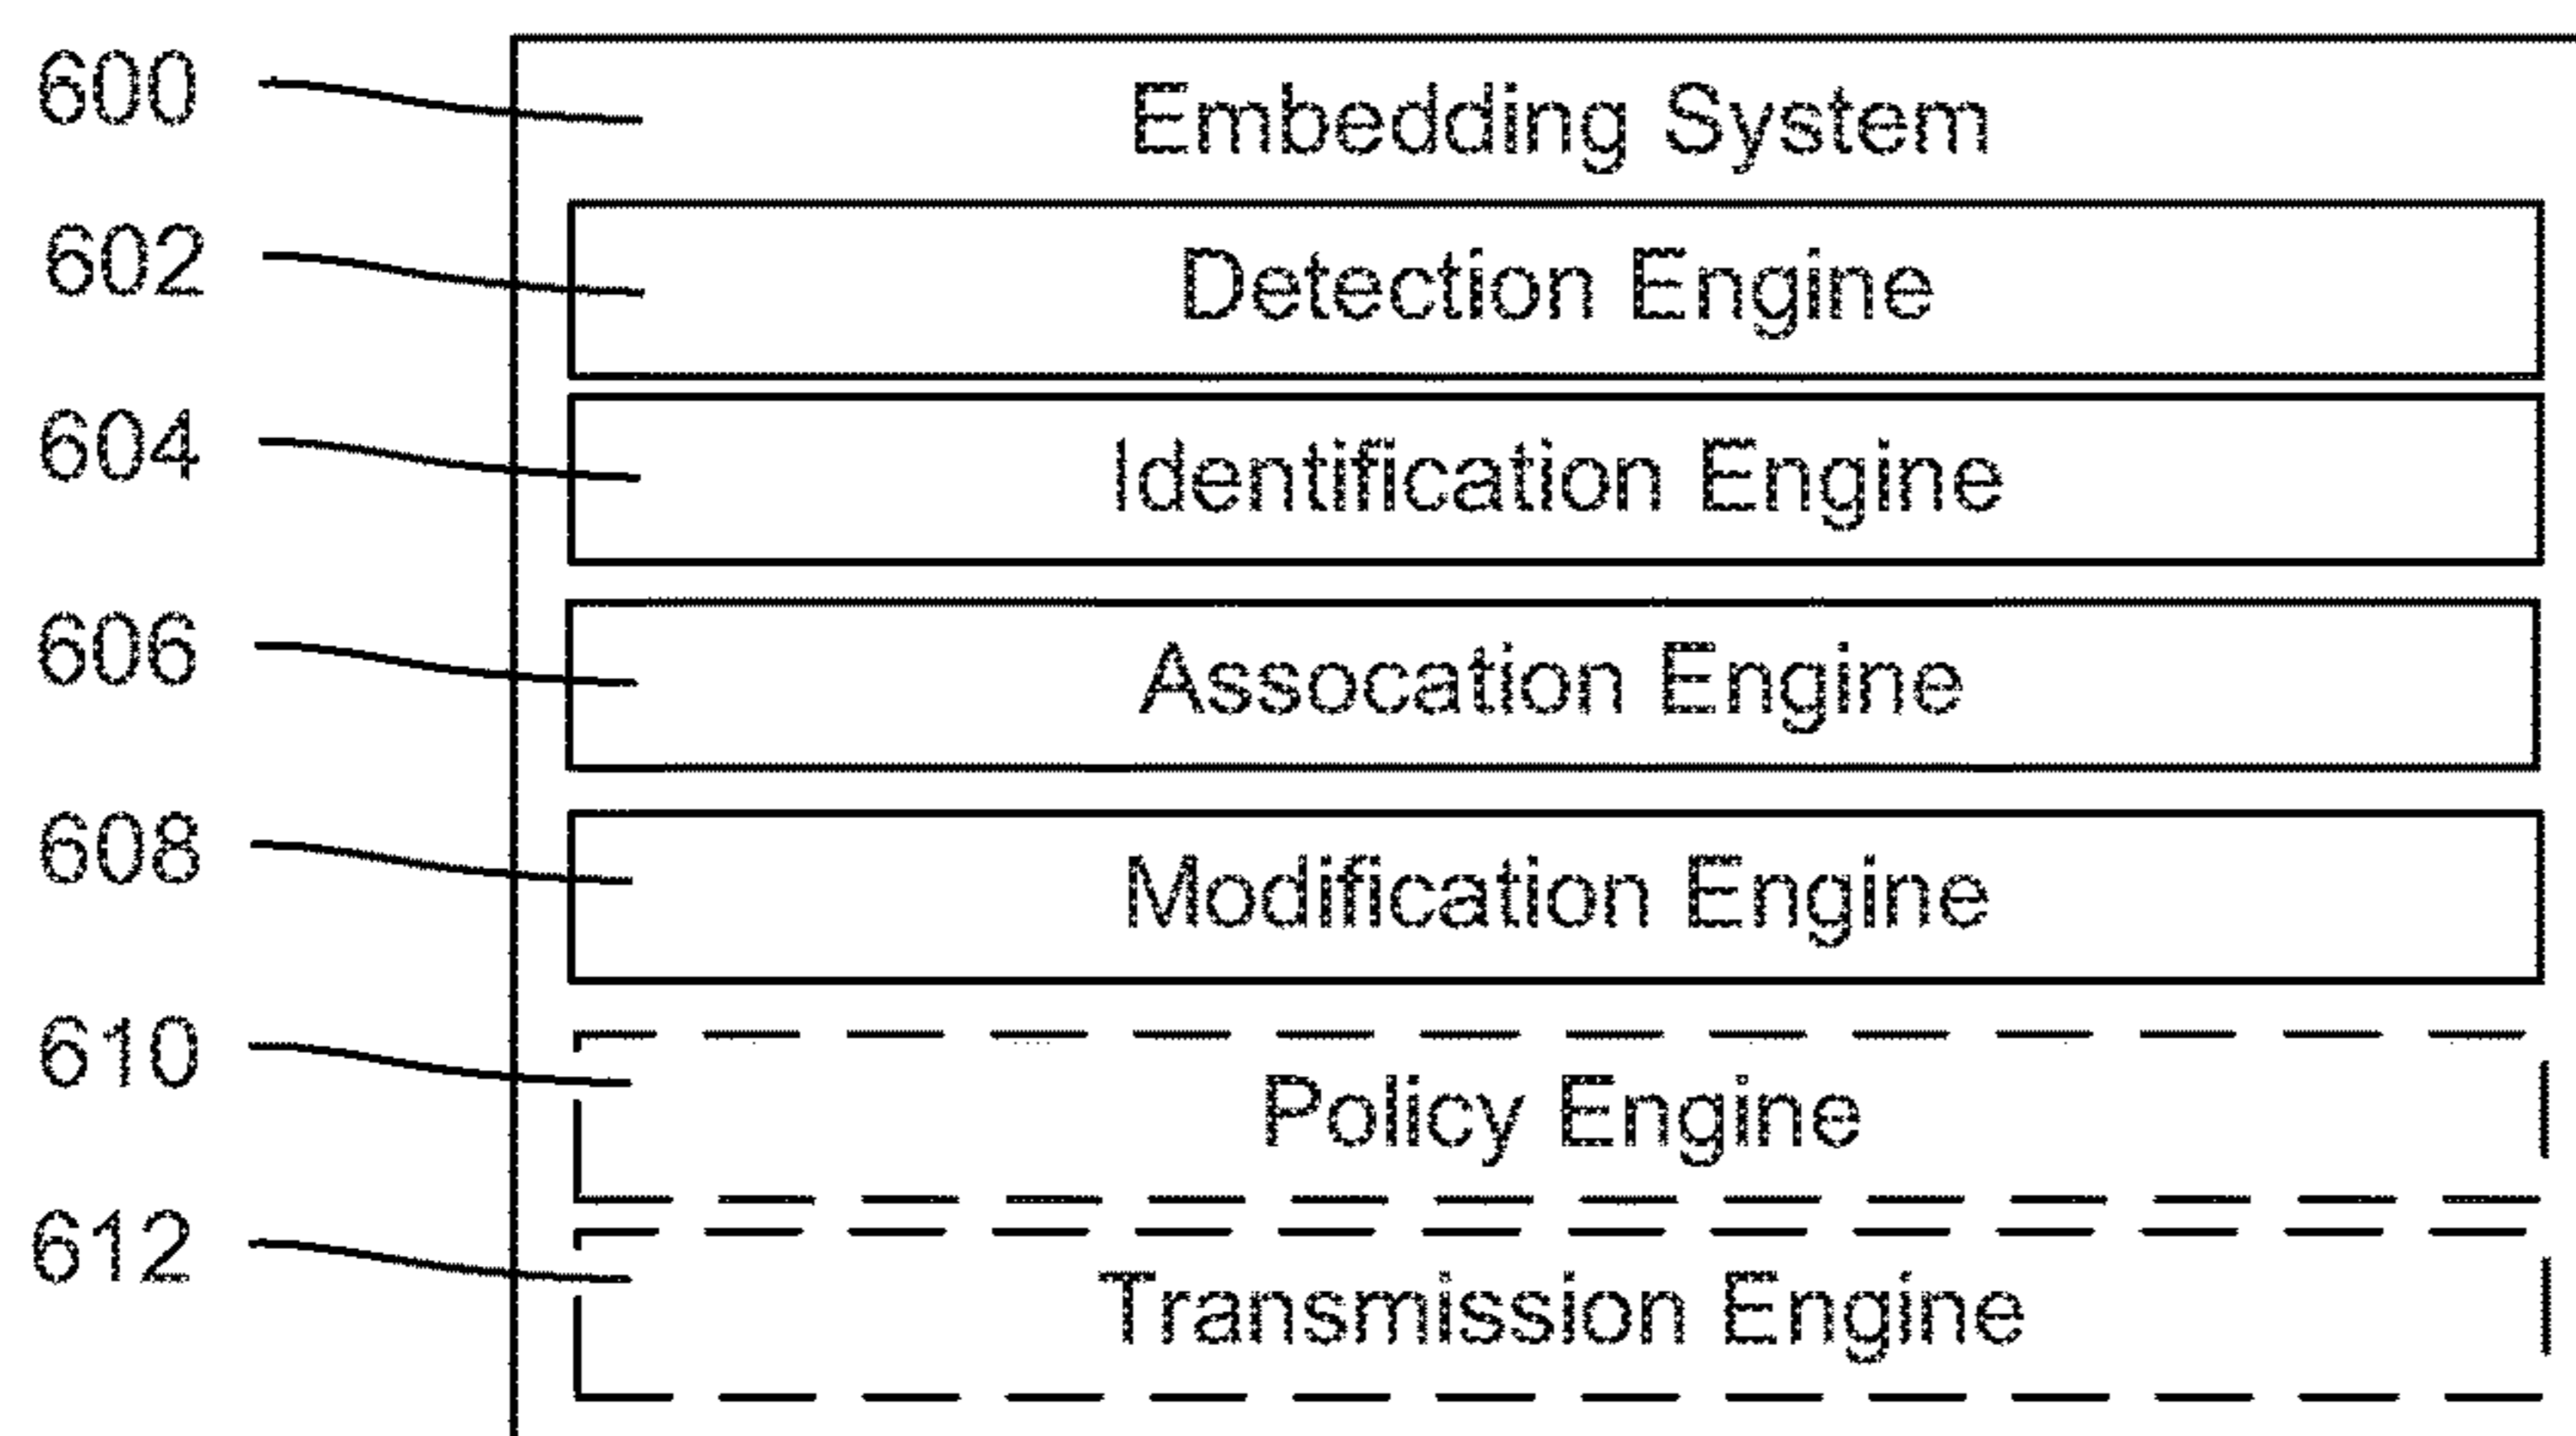 600 Embedding System
602 Detection Engine
604 Identification Engine
606 Assocation Engine
608 Modification Engine
610 Policy Engine
612 Transmission Engine